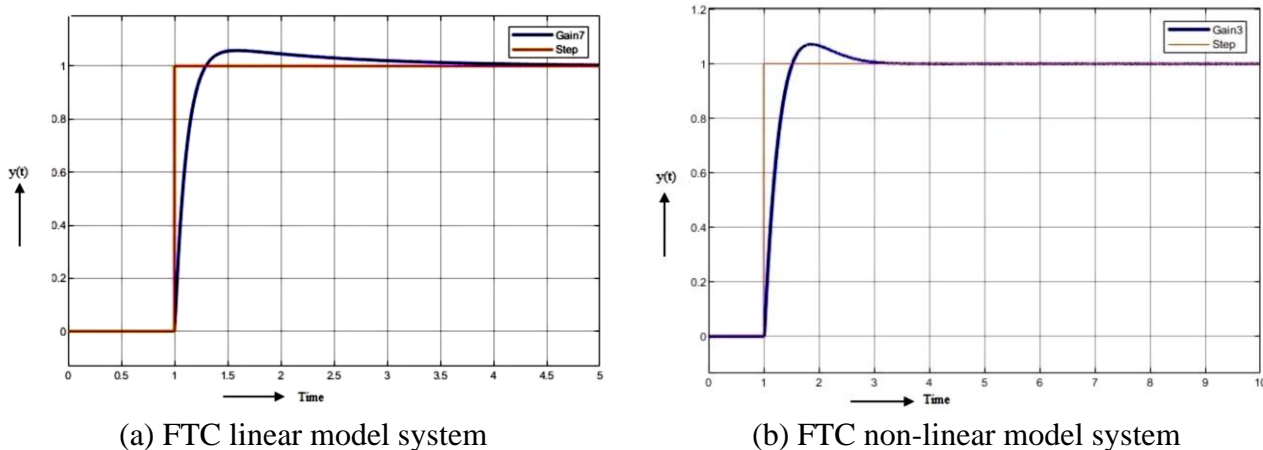 Gain7
Step
1
0.8
0.6
0.4
0.2
0
y(t)
0 0.5 1 1.5 2 2.5 3 3.5 4 4.5 5
Time
(a) FTC linear model system
1.2
Gain3
Step
1
0.8
0.6
0.4
0.2
0
y(t)
0 1 2 3 4 5 6 7 8 9 10
Time
(b) FTC non-linear model system